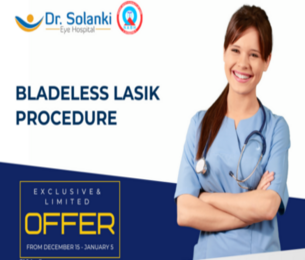 Dr. Solanki
Eye Hospital
BLADELESS LASIK
PROCEDURE
EXCLUSIVE &
LIMITED
OFFER
FROM DECEMBER 15 - JANUARY 5